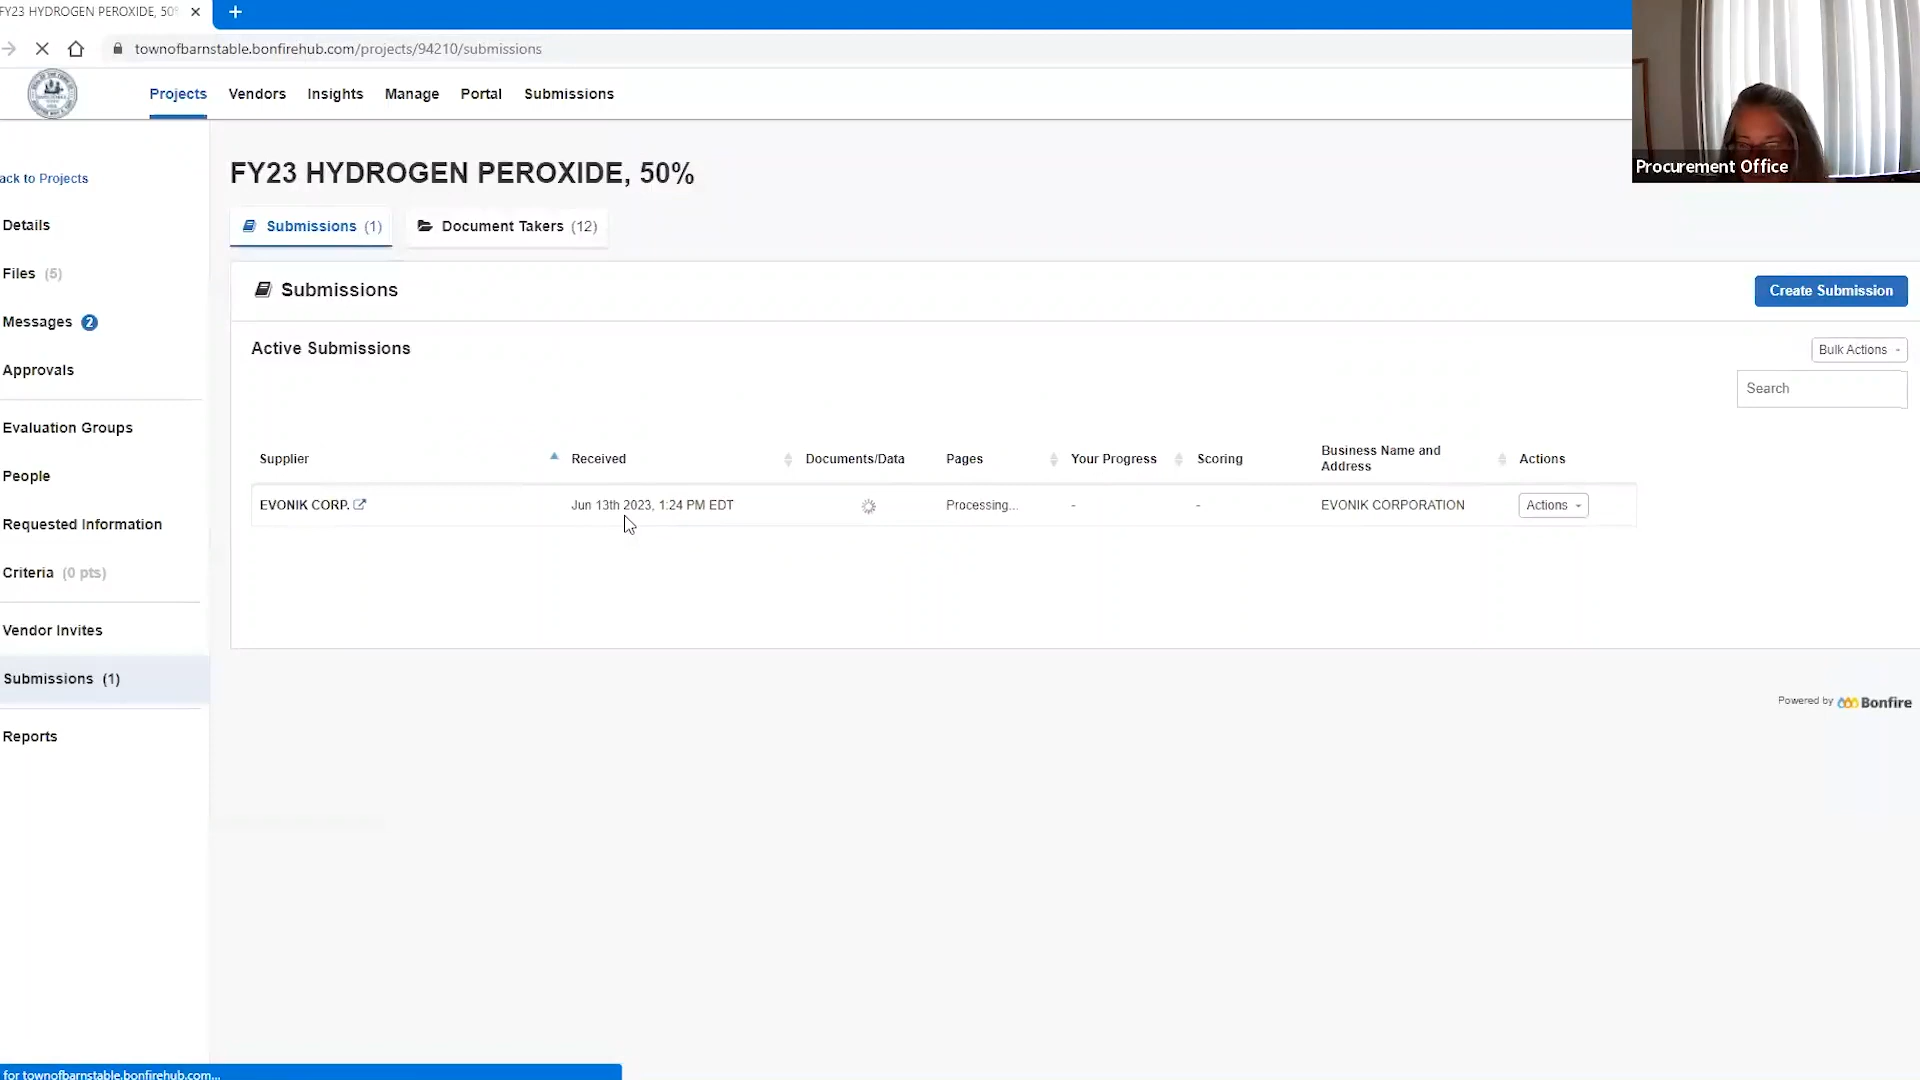 FY23 HYDROGEN PEROXIDE, 50%
townofbarnstable.bonfirehub.com/projects/94210/submissions
Projects Vendors Insights Manage Portal Submissions
Procurement Office
ack to Projects
Details
Files (5)
Messages 2
Approvals
Evaluation Groups
People
Requested Information
Criteria (0 pts)
Vendor Invites
Submissions (1)
Reports
FY23 HYDROGEN PEROXIDE, 50%
Submissions (1) Document Takers (12)
Submissions
Create Submission
Active Submissions
Bulk Actions
Search
Supplier Received Documents/Data Pages Your Progress Scoring Business Name and Address Actions
EVONIK CORP. Jun 13th 2023, 1:24 PM EDT Processing... - - EVONIK CORPORATION Actions
Powered by Bonfire
for townofbarnstable.bonfirehub.com...